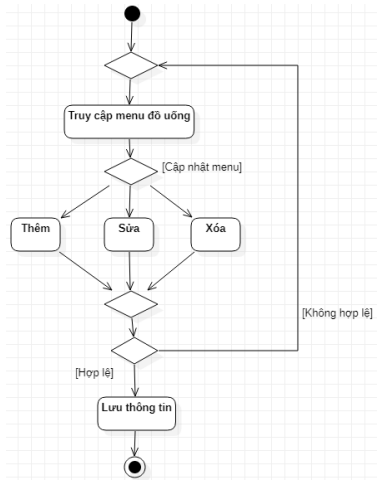 Truy cập menu đồ uống
[Cập nhật menu]
Thêm
Sửa
Xóa
[Không hợp lệ]
[Hợp lệ]
Lưu thông tin